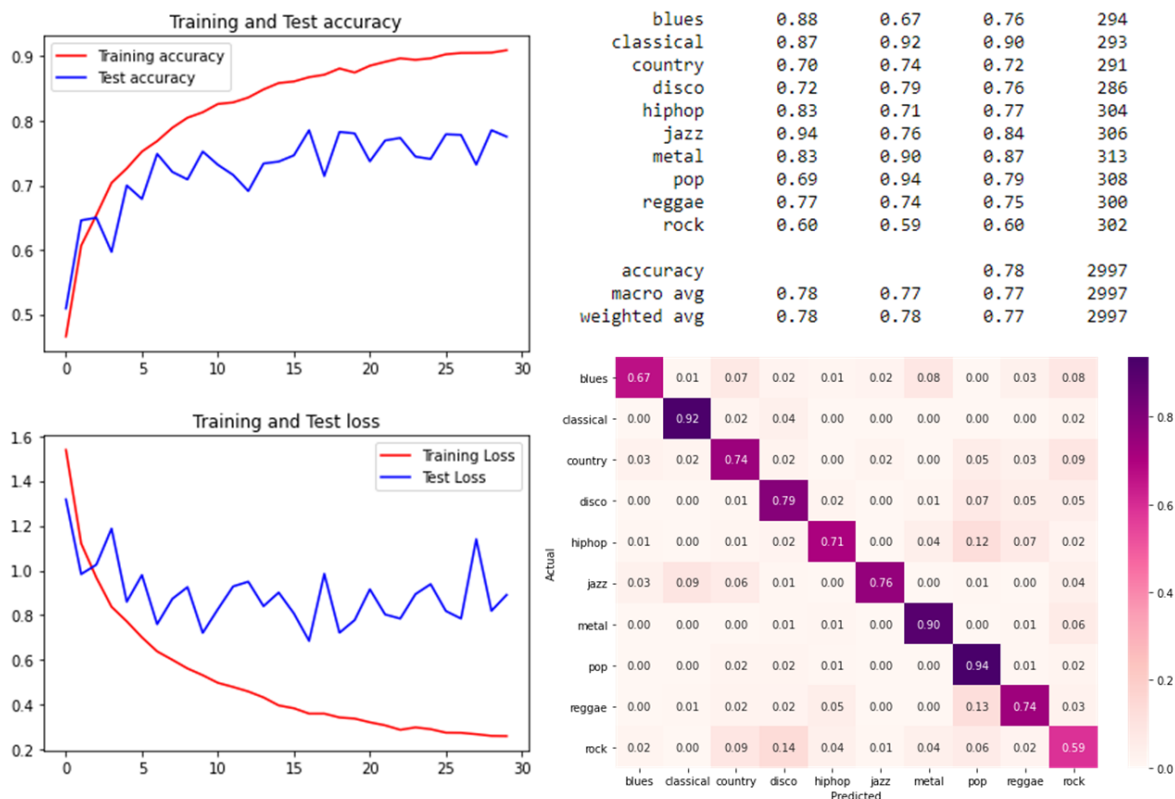 Training and Test accuracy
Training accuracy
Test accuracy
0.9
0.8
0.7
0.6
0.5
0 5 10 15 20 25 30
Training and Test loss
Training Loss
Test Loss
1.6
1.4
1.2
1.0
0.8
0.6
0.4
0.2
0 5 10 15 20 25 30
blues 0.88 0.67 0.76 294
classical 0.87 0.92 0.90 293
country 0.70 0.74 0.72 291
disco 0.72 0.79 0.76 286
hiphop 0.83 0.71 0.77 304
jazz 0.94 0.76 0.84 306
metal 0.83 0.90 0.87 313
pop 0.69 0.94 0.79 308
reggae 0.77 0.74 0.75 300
rock 0.60 0.59 0.60 302
accuracy 0.78 2997
macro avg 0.78 0.77 0.77 2997
weighted avg 0.78 0.78 0.77 2997
Actual
blues 0.67 0.01 0.07 0.02 0.01 0.02 0.08 0.00 0.03 0.08
classical 0.00 0.92 0.02 0.04 0.00 0.00 0.00 0.00 0.00 0.02
country 0.03 0.02 0.74 0.02 0.00 0.02 0.00 0.05 0.03 0.09
disco 0.00 0.00 0.01 0.79 0.02 0.00 0.01 0.07 0.05 0.05
hiphop 0.01 0.00 0.01 0.02 0.71 0.00 0.04 0.12 0.07 0.02
jazz 0.03 0.09 0.06 0.01 0.00 0.76 0.00 0.01 0.00 0.04
metal 0.00 0.00 0.00 0.01 0.01 0.00 0.90 0.00 0.00 0.06
pop 0.00 0.00 0.02 0.02 0.01 0.00 0.00 0.94 0.01 0.02
reggae 0.00 0.01 0.02 0.02 0.05 0.00 0.00 0.13 0.74 0.03
rock 0.02 0.00 0.09 0.14 0.04 0.01 0.04 0.06 0.02 0.59
blues classical country disco hiphop jazz metal pop reggae rock
Predicted
0.8
0.6
0.4
0.2
0.0